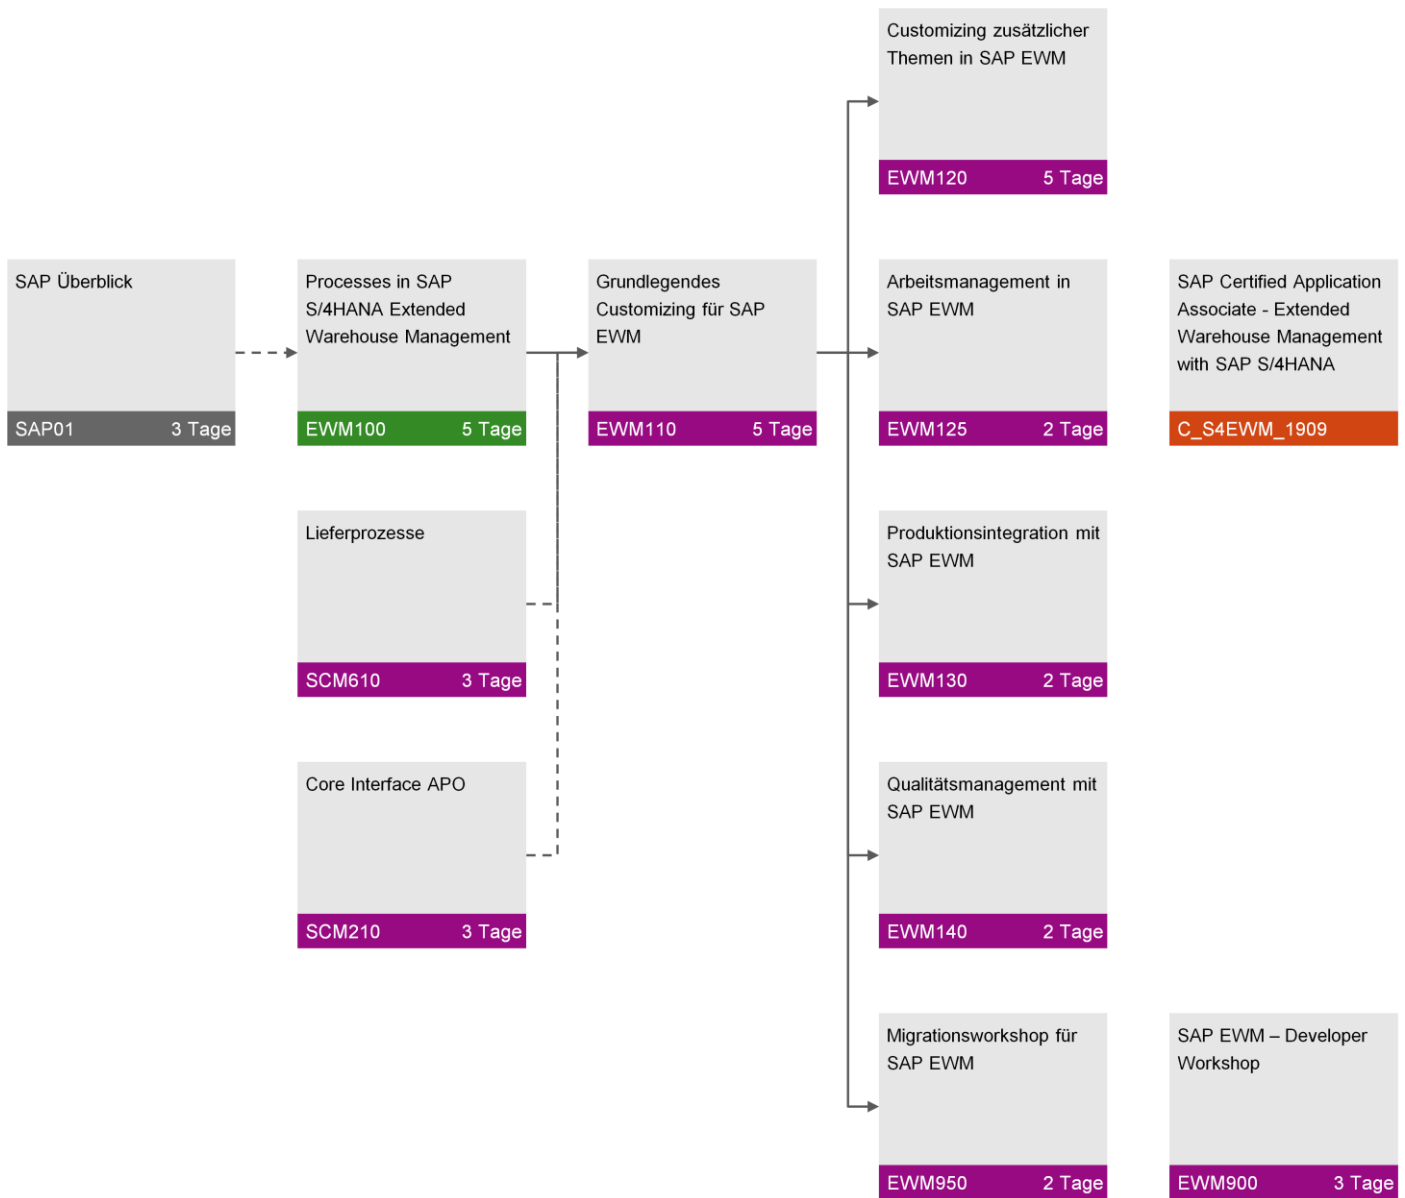 Customizing zusätzlicher
Themen in SAP EWM
EWM120 5 Tage
SAP Überblick
SAP01 3 Tage
Processes in SAP
S/4HANA Extended
Warehouse Management
EWM100 5 Tage
Grundlegendes
Customizing für SAP
EWM
EWM110 5 Tage
Arbeitsmanagement in
SAP EWM
EWM125 2 Tage
SAP Certified Application
Associate - Extended
Warehouse Management
with SAP S/4HANA
C_S4EWM_1909
Lieferprozesse
SCM610 3 Tage
Produktionsintegration mit
SAP EWM
EWM130 2 Tage
Core Interface APO
SCM210 3 Tage
Qualitätsmanagement mit
SAP EWM
EWM140 2 Tage
Migrationsworkshop für
SAP EWM
EWM950 2 Tage
SAP EWM – Developer
Workshop
EWM900 3 Tage